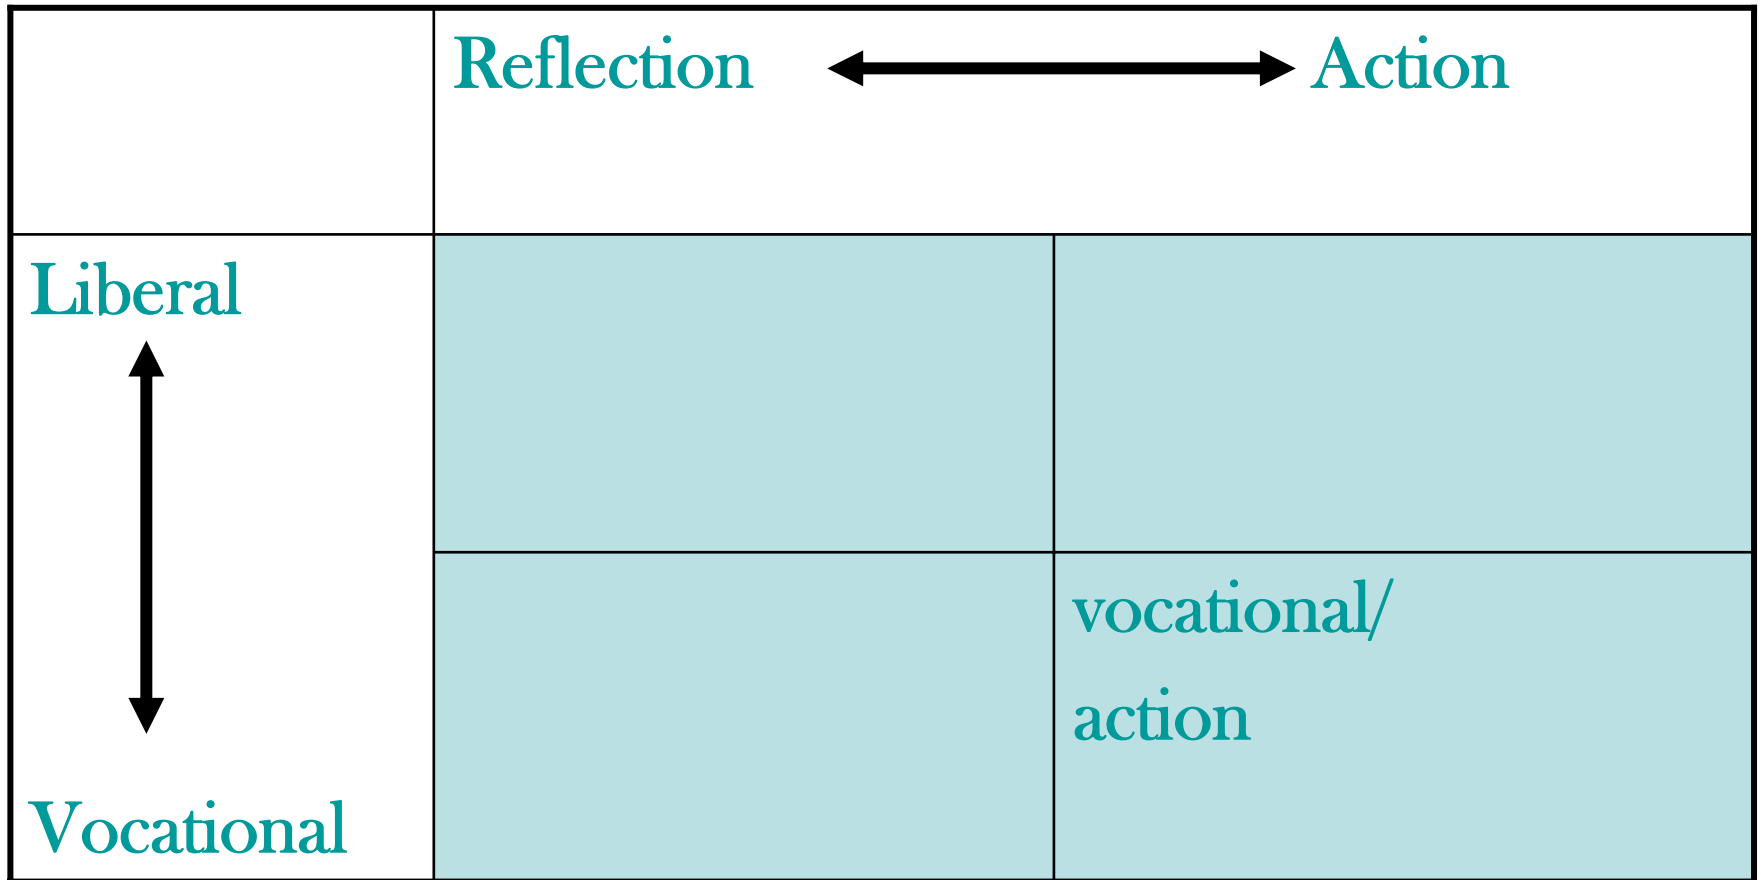 Reflection Action
Liberal
vocational/
action
Vocational